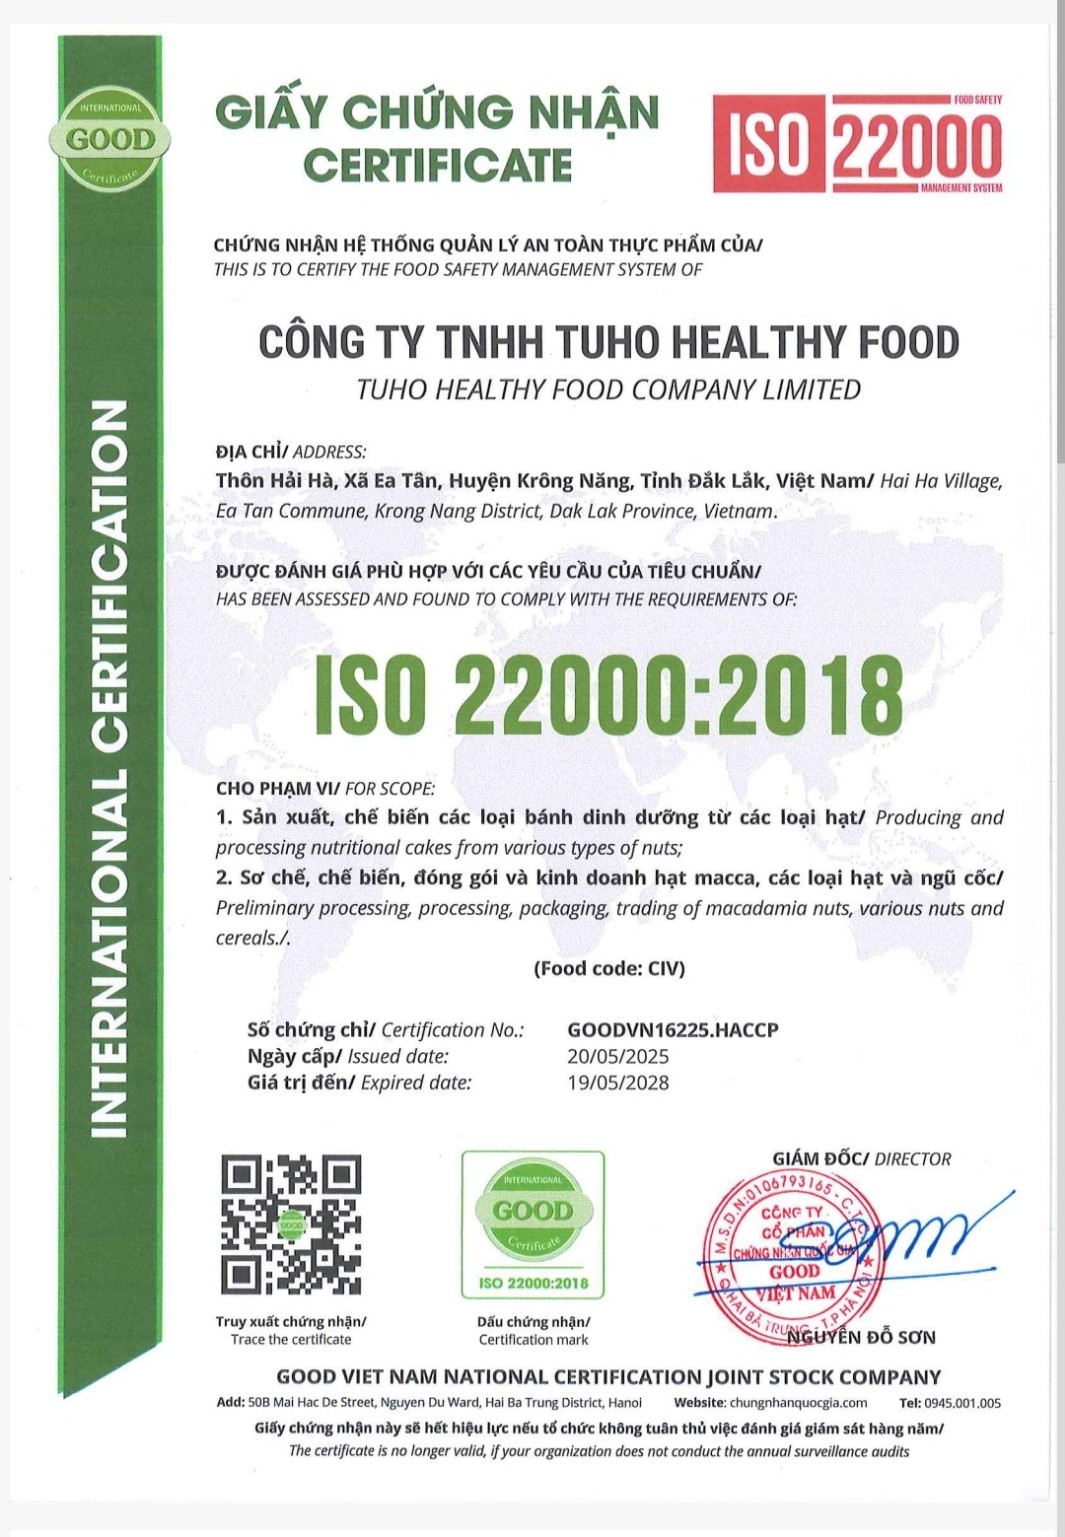 INTERNATIONAL
GOOD
Certificate
GIẤY CHỨNG NHẬN
CERTIFICATE
FOOD SAFETY
ISO 22000
MANAGEMENT SYSTEM
CHỨNG NHẬN HỆ THỐNG QUẢN LÝ AN TOÀN THỰC PHẨM CỦA/
THIS IS TO CERTIFY THE FOOD SAFETY MANAGEMENT SYSTEM OF
CÔNG TY TNHH TUHO HEALTHY FOOD
TUHO HEALTHY FOOD COMPANY LIMITED
ĐỊA CHỈ/ ADDRESS:
Thôn Hải Hà, Xã Ea Tân, Huyện Krông Năng, Tỉnh Đắk Lắk, Việt Nam/ Hai Ha Village,
Ea Tan Commune, Krong Nang District, Dak Lak Province, Vietnam.
ĐƯỢC ĐÁNH GIÁ PHÙ HỢP VỚI CÁC YÊU CẦU CỦA TIÊU CHUẨN/
HAS BEEN ASSESSED AND FOUND TO COMPLY WITH THE REQUIREMENTS OF:
ISO 22000:2018
CHO PHẠM VI/ FOR SCOPE:
1. Sản xuất, chế biến các loại bánh dinh dưỡng từ các loại hạt/ Producing and
processing nutritional cakes from various types of nuts;
2. Sơ chế, chế biến, đóng gói và kinh doanh hạt macca, các loại hạt và ngũ cốc/
Preliminary processing, processing, packaging, trading of macadamia nuts, various nuts and
cereals./.
(Food code: CIV)
Số chứng chỉ/ Certification No.: GOODVN16225.HACCP
Ngày cấp/ Issued date: 20/05/2025
Giá trị đến/ Expired date: 19/05/2028
INTERNATIONAL CERTIFICATION
GOOD
Truy xuất chứng nhận/
Trace the certificate
INTERNATIONAL
GOOD
Certificate
ISO 22000:2018
Dấu chứng nhận/
Certification mark
GIÁM ĐỐC/ DIRECTOR
M.S.D.N:0106793165 - C.T.C.P
CÔNG TY
CỔ PHẦN
CHỨNG NHẬN QUỐC GIA
GOOD
VIỆT NAM
Q.HAI BÀ TRƯNG - T.P HÀ NỘI
NGUYỄN ĐỖ SƠN
GOOD VIET NAM NATIONAL CERTIFICATION JOINT STOCK COMPANY
Add: 50B Mai Hac De Street, Nguyen Du Ward, Hai Ba Trung District, Hanoi Website: chungnhanquocgia.com Tel: 0945.001.005
Giấy chứng nhận này sẽ hết hiệu lực nếu tổ chức không tuân thủ việc đánh giá giám sát hàng năm/
The certificate is no longer valid, if your organization does not conduct the annual surveillance audits